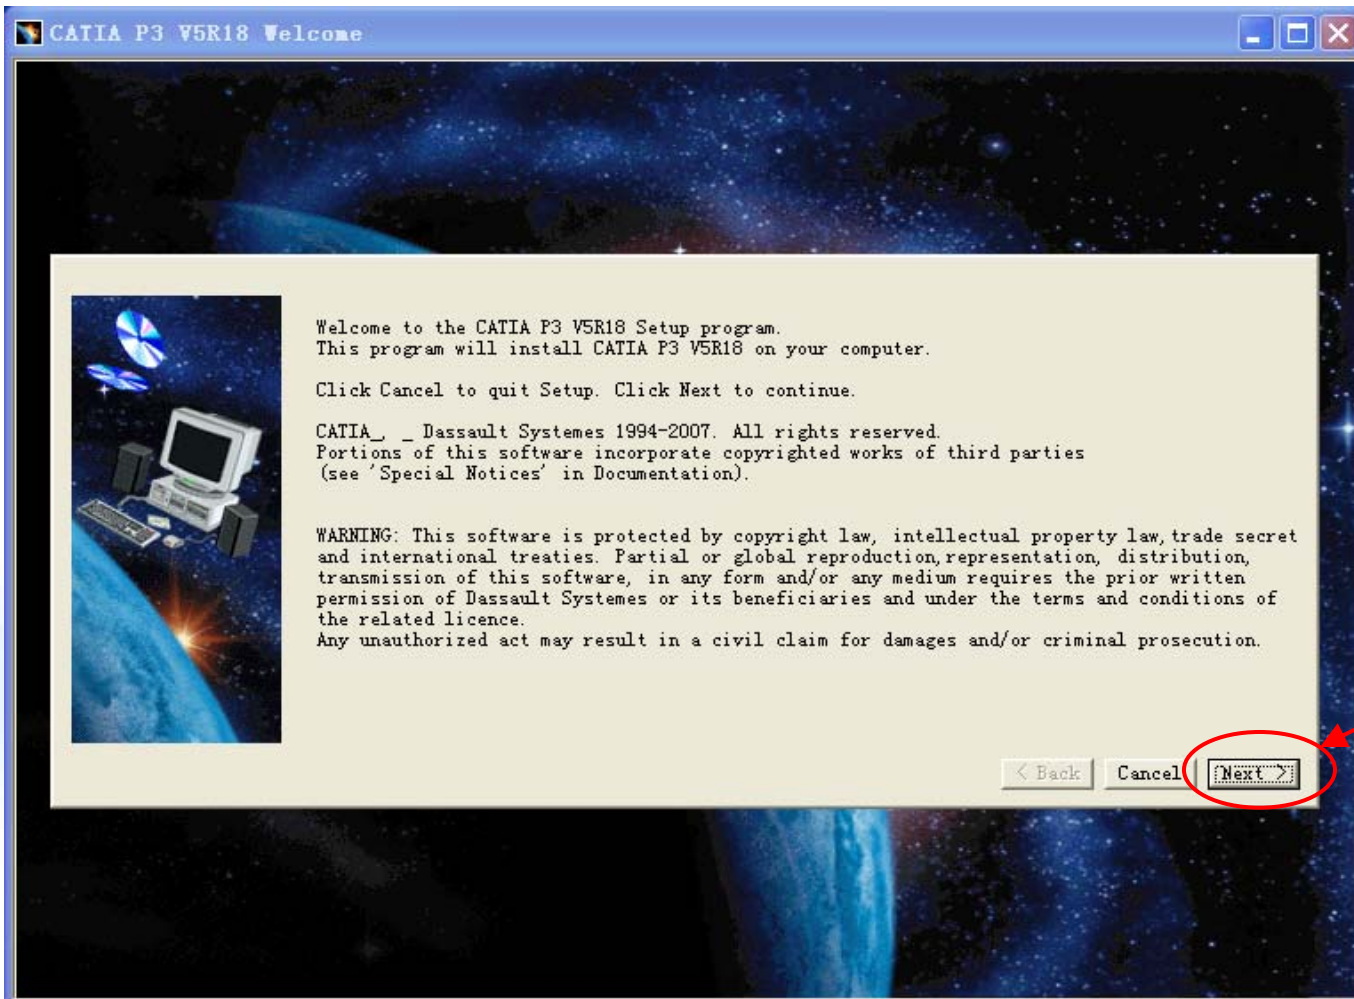 CATIA P3 V5R18 Welcome
Welcome to the CATIA P3 V5R18 Setup program.
This program will install CATIA P3 V5R18 on your computer.
Click Cancel to quit Setup. Click Next to continue.
CATIA_, _ Dassault Systemes 1994-2007. All rights reserved.
Portions of this software incorporate copyrighted works of third parties
(see 'Special Notices' in Documentation).
WARNING: This software is protected by copyright law, intellectual property law, trade secret
and international treaties. Partial or global reproduction, representation, distribution,
transmission of this software, in any form and/or any medium requires the prior written
permission of Dassault Systemes or its beneficiaries and under the terms and conditions of
the related licence.
Any unauthorized act may result in a civil claim for damages and/or criminal prosecution.
< Back Cancel Next >